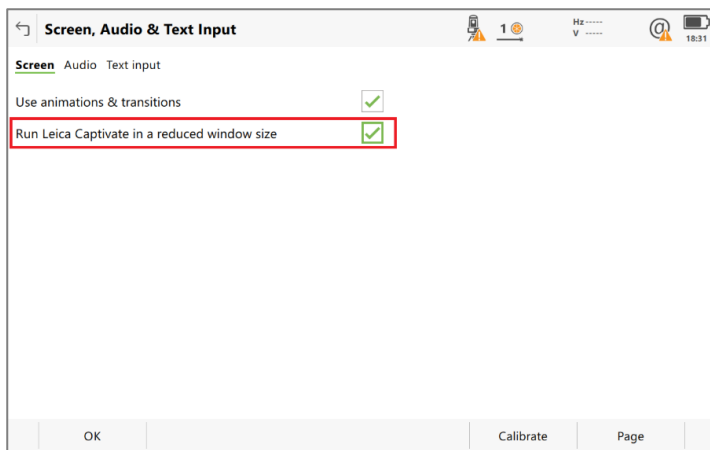 Screen, Audio & Text Input
1
Hz -----
V -----
@
18:31
Screen Audio Text input
Use animations & transitions
Run Leica Captivate in a reduced window size
OK Calibrate Page